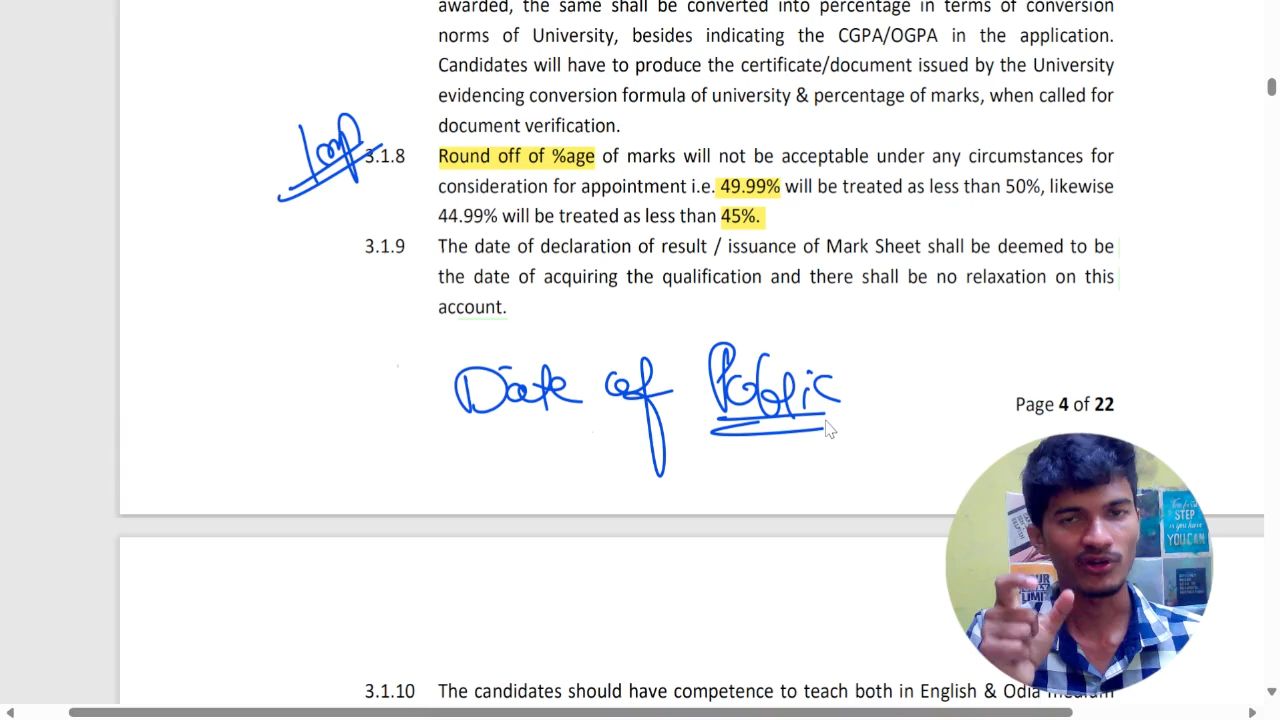 awarded, the same shall be converted into percentage in terms of conversion
norms of University, besides indicating the CGPA/OGPA in the application.
Candidates will have to produce the certificate/document issued by the University
evidencing conversion formula of university & percentage of marks, when called for
document verification.
Imp
3.1.8 Round off of %age of marks will not be acceptable under any circumstances for
consideration for appointment i.e. 49.99% will be treated as less than 50%, likewise
44.99% will be treated as less than 45%.
3.1.9 The date of declaration of result / issuance of Mark Sheet shall be deemed to be
the date of acquiring the qualification and there shall be no relaxation on this
account.
Date of Public
Page 4 of 22
STEP
YOU CAN
3.1.10 The candidates should have competence to teach both in English & Odia medium